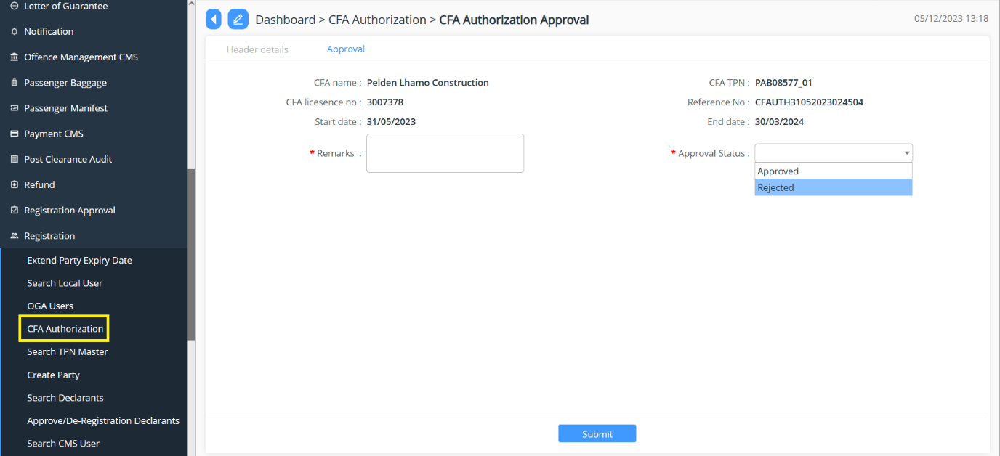 Letter of Guarantee
Notification
Offence Management CMS
Passenger Baggage
Passenger Manifest
Payment CMS
Post Clearance Audit
Refund
Registration Approval
Registration
Extend Party Expiry Date
Search Local User
OGA Users
CFA Authorization
Search TPN Master
Create Party
Search Declarants
Approve/De-Registration Declarants
Search CMS User
Dashboard > CFA Authorization > CFA Authorization Approval
05/12/2023 13:18
Header details Approval
CFA name : Pelden Lhamo Construction CFA TPN : PAB08577_01
CFA licesence no : 3007378 Reference No : CFAUTH31052023024504
Start date : 31/05/2023 End date : 30/03/2024
* Remarks : * Approval Status :
Approved
Rejected
Submit